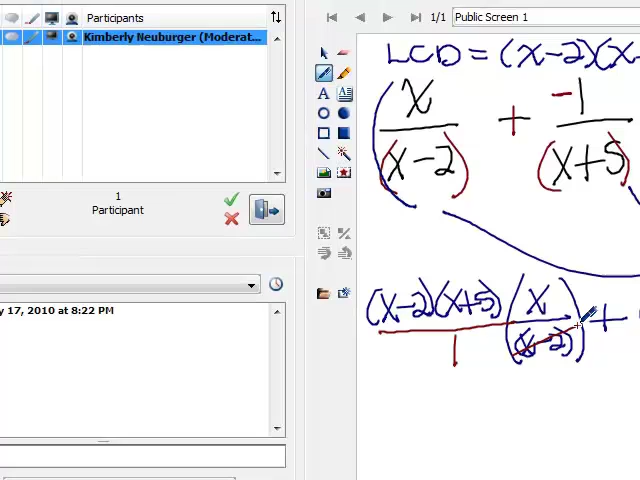 Participants
Kimberly Neuburger (Moderat...
1
Participant
y 17, 2010 at 8:22 PM
1/1 Public Screen 1
LCD = (x-2)(x
x + -1
(x-2) (x+5)
(x-2)(x+5) (x) +
1 (x-2)